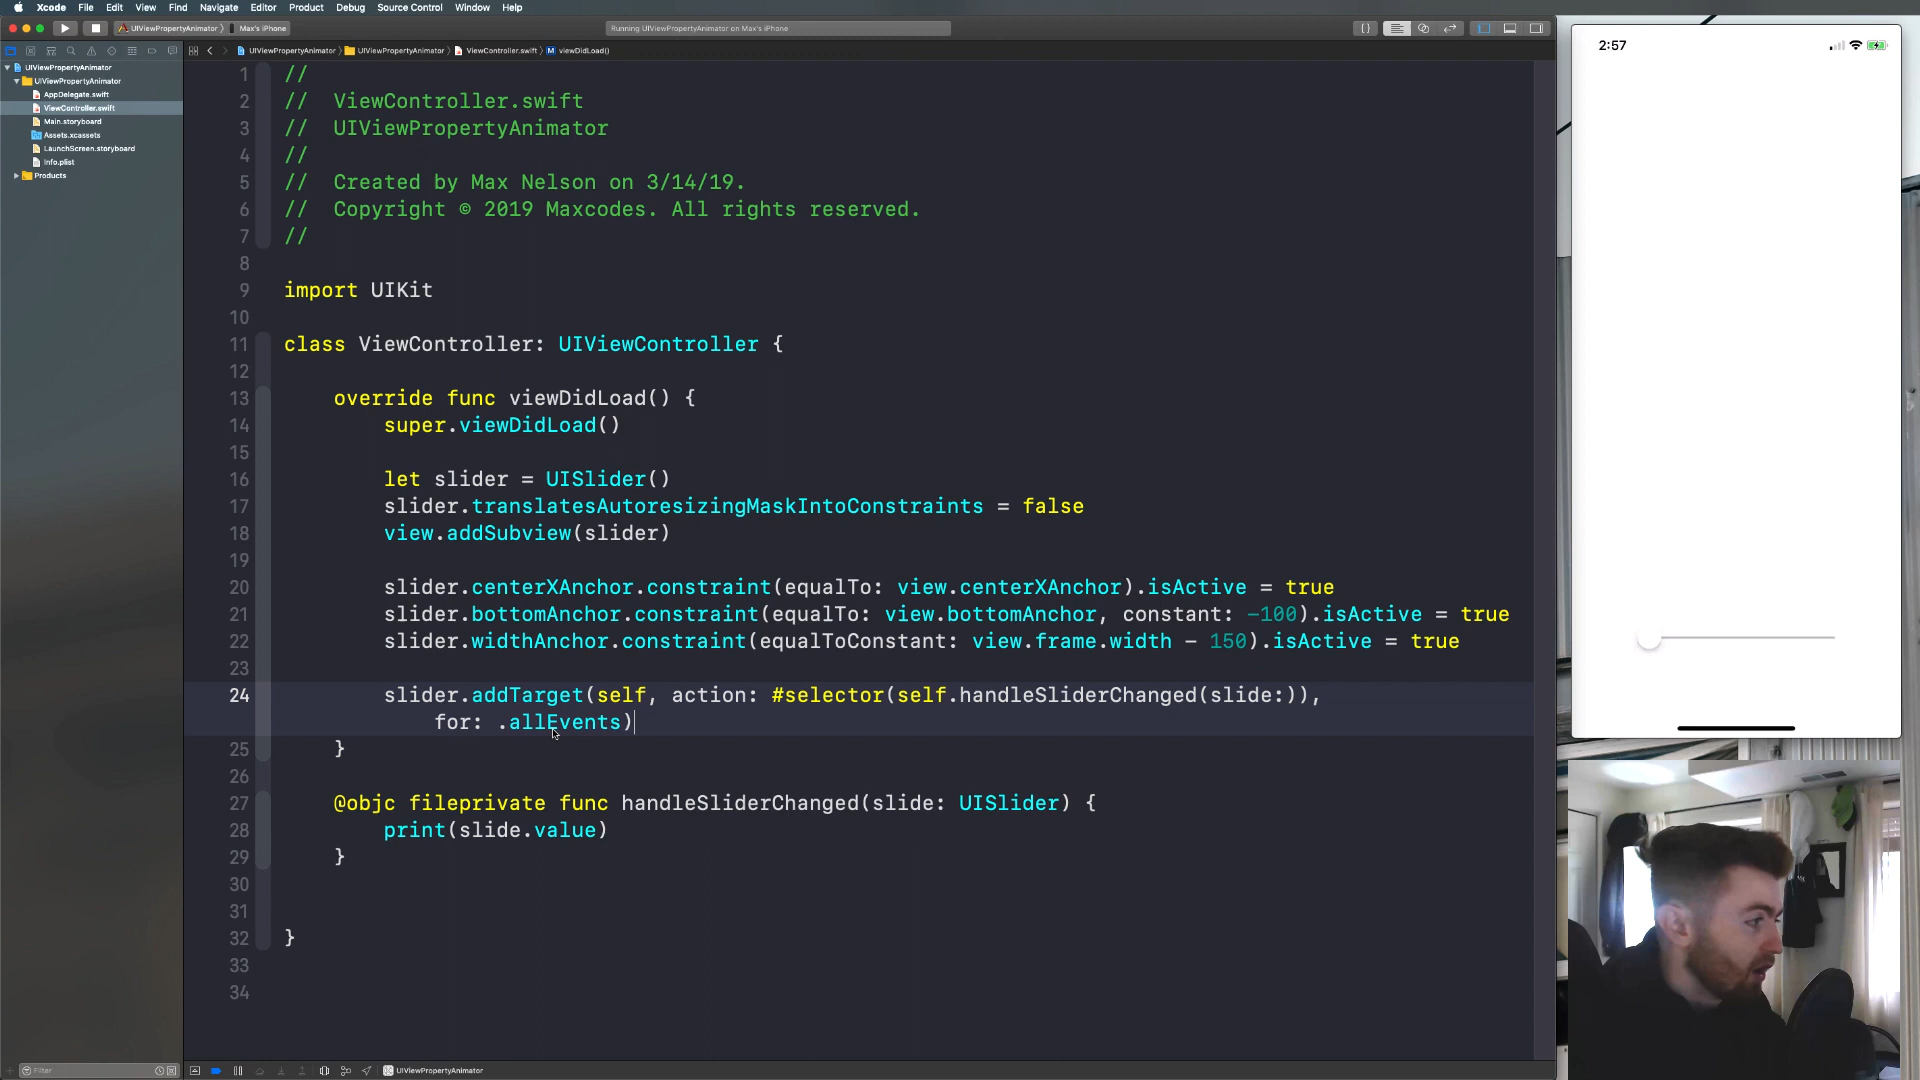 Xcode File Edit View Find Navigate Editor Product Debug Source Control Window Help
UIViewPropertyAnimator Max's iPhone
Running UIViewPropertyAnimator on Max's iPhone
UIViewPropertyAnimator UIViewPropertyAnimator ViewController.swift M viewDidLoad()
UIViewPropertyAnimator
UIViewPropertyAnimator
AppDelegate.swift
ViewController.swift
Main.storyboard
Assets.xcassets
LaunchScreen.storyboard
Info.plist
Products
1 //
2 //  ViewController.swift
3 //  UIViewPropertyAnimator
4 //
5 //  Created by Max Nelson on 3/14/19.
6 //  Copyright © 2019 Maxcodes. All rights reserved.
7 //
8
9 import UIKit
10
11 class ViewController: UIViewController {
12
13     override func viewDidLoad() {
14         super.viewDidLoad()
15
16         let slider = UISlider()
17         slider.translatesAutoresizingMaskIntoConstraints = false
18         view.addSubview(slider)
19
20         slider.centerXAnchor.constraint(equalTo: view.centerXAnchor).isActive = true
21         slider.bottomAnchor.constraint(equalTo: view.bottomAnchor, constant: -100).isActive = true
22         slider.widthAnchor.constraint(equalToConstant: view.frame.width - 150).isActive = true
23
24         slider.addTarget(self, action: #selector(self.handleSliderChanged(slide:)),
            for: .allEvents)
25     }
26
27     @objc fileprivate func handleSliderChanged(slide: UISlider) {
28         print(slide.value)
29     }
30
31
32 }
33
34
Filter
UIViewPropertyAnimator
2:57